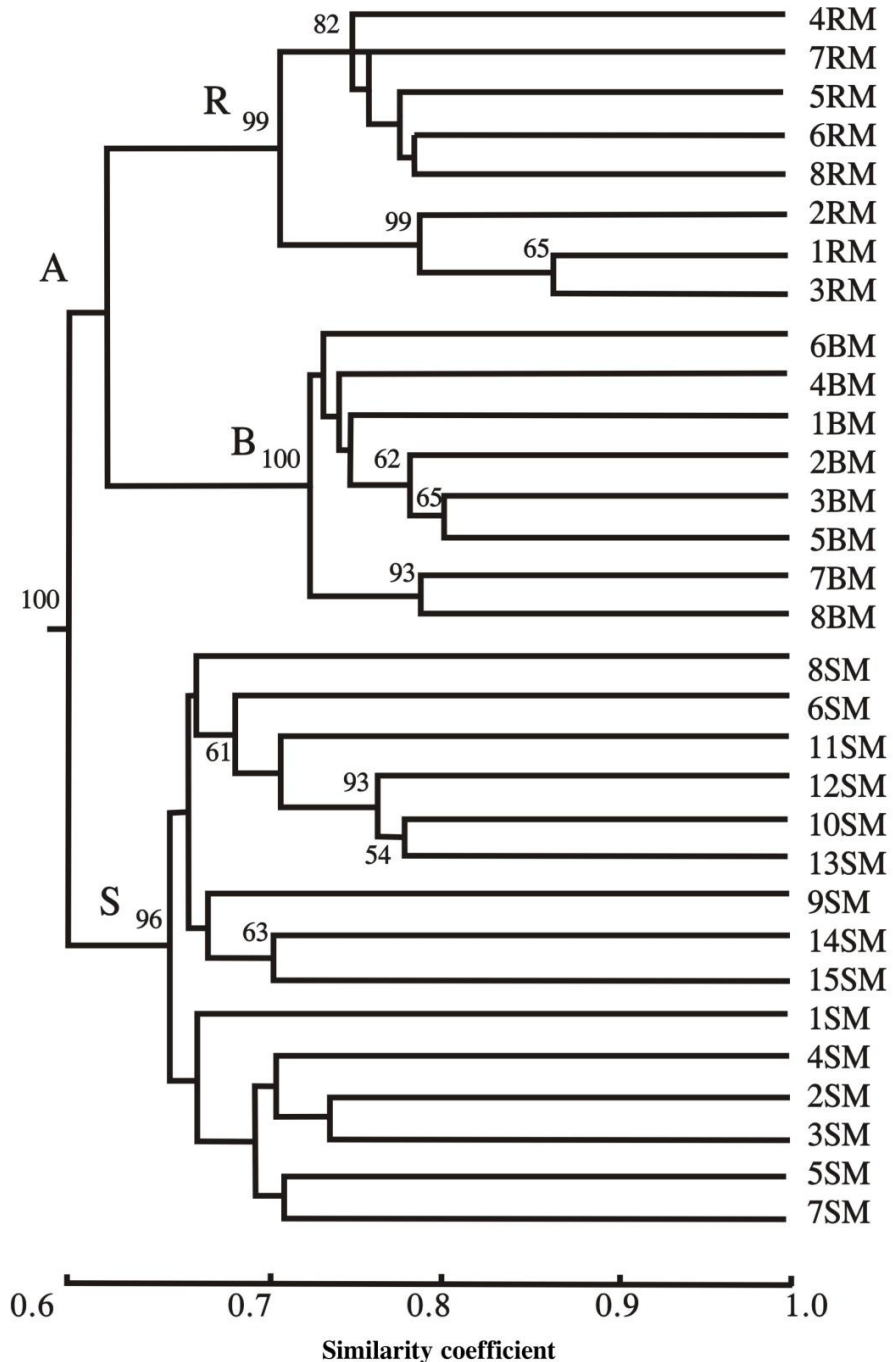 82
4RM
7RM
R
99
5RM
6RM
8RM
99
2RM
65
1RM
3RM
A
6BM
4BM
1BM
B
100
62
2BM
65
3BM
5BM
93
7BM
8BM
100
8SM
6SM
61
11SM
93
12SM
10SM
54
13SM
S
96
9SM
63
14SM
15SM
1SM
4SM
2SM
3SM
5SM
7SM
0.6 0.7 0.8 0.9 1.0
Similarity coefficient